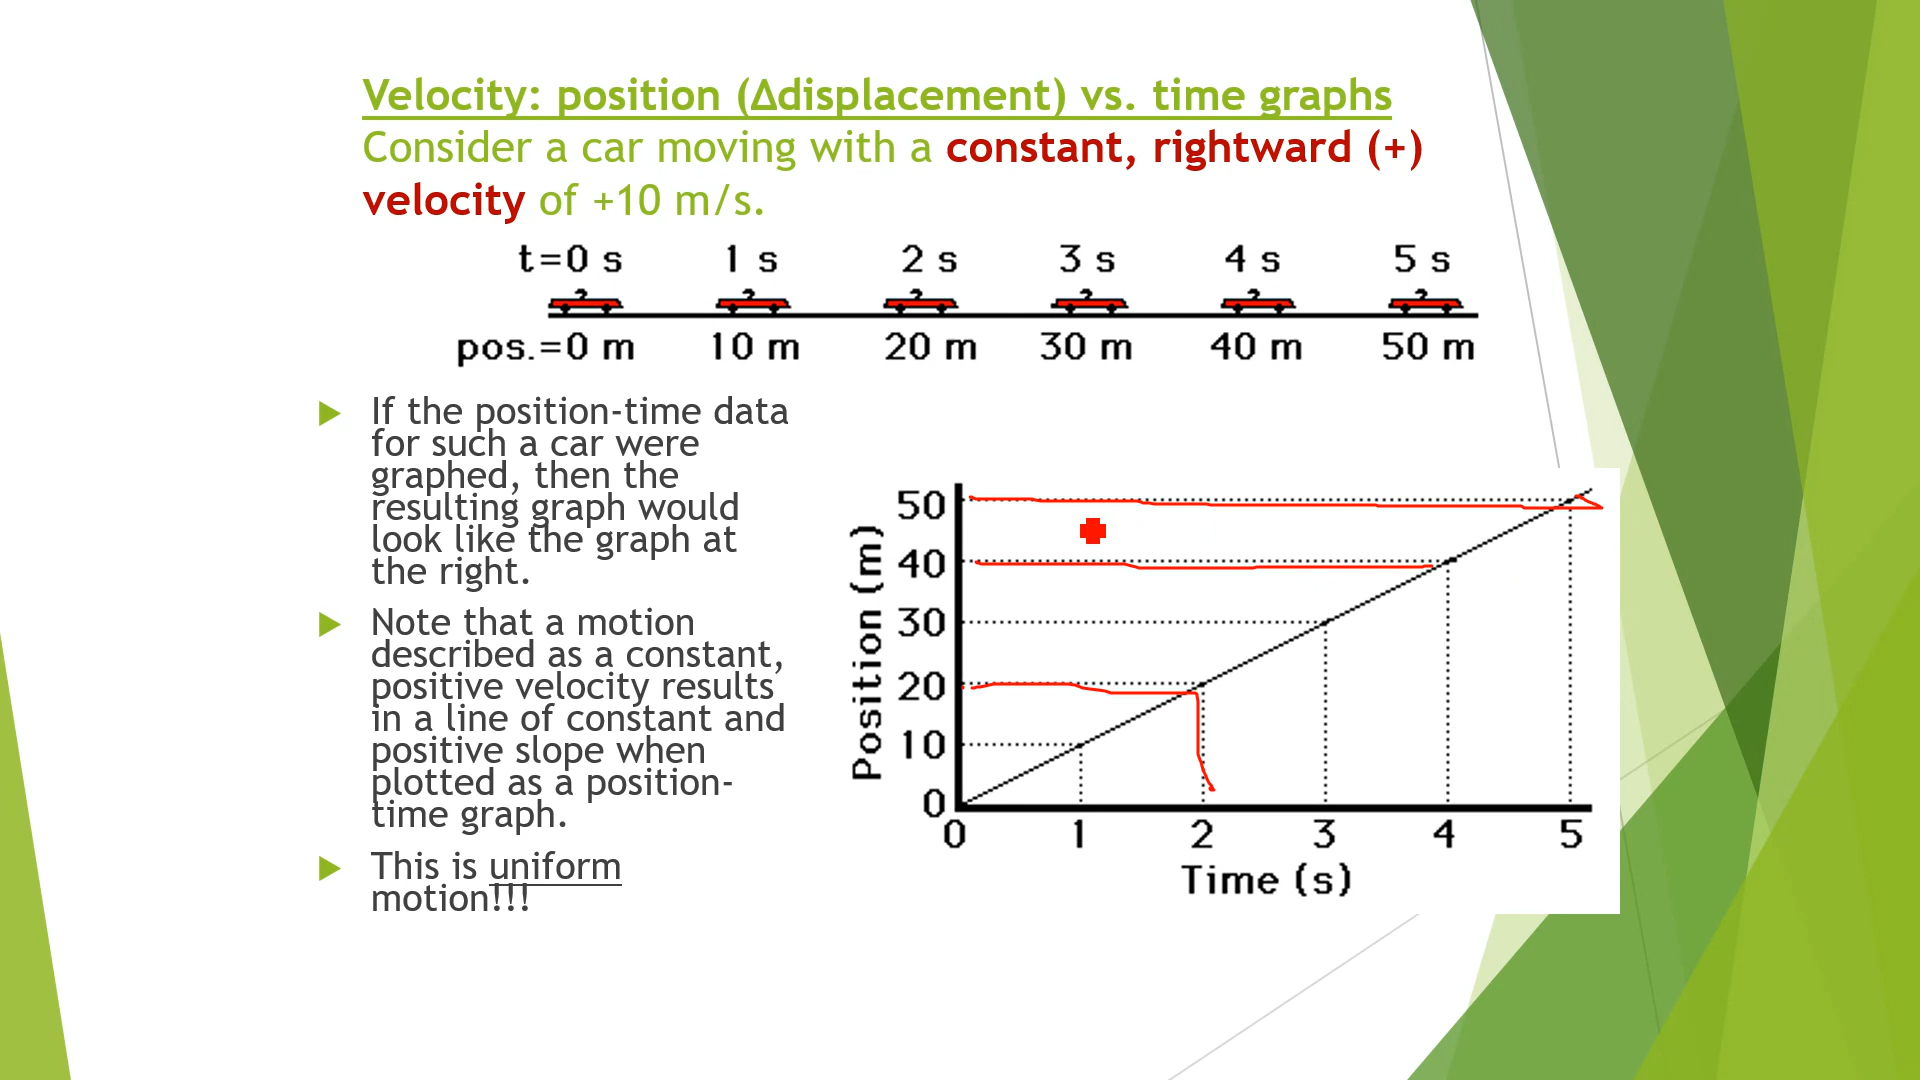 Velocity: position (Δdisplacement) vs. time graphs
Consider a car moving with a constant, rightward (+)
velocity of +10 m/s.
t=0 s 1 s 2 s 3 s 4 s 5 s
pos.=0 m 10 m 20 m 30 m 40 m 50 m
If the position-time data
for such a car were
graphed, then the
resulting graph would
look like the graph at
the right.
Note that a motion
described as a constant,
positive velocity results
in a line of constant and
positive slope when
plotted as a position-
time graph.
This is uniform
motion!!!
Position (m)
50
40
30
20
10
0
0 1 2 3 4 5
Time (s)